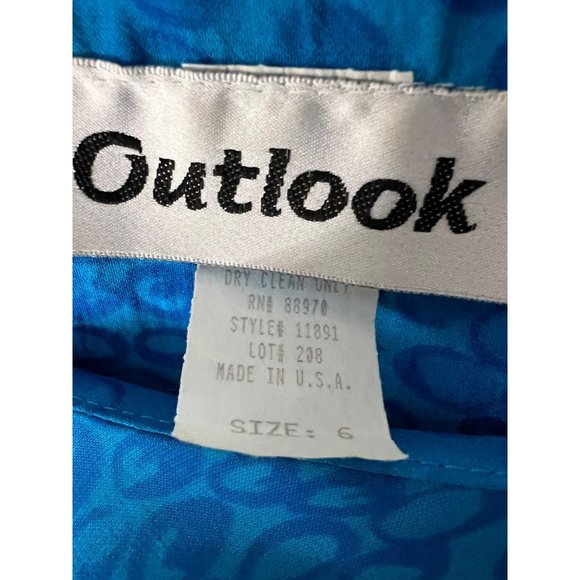 Outlook
DRY CLEAN ONLY
RN# 88970
STYLE# 11891
LOT# 208
MADE IN U.S.A.
SIZE: 6